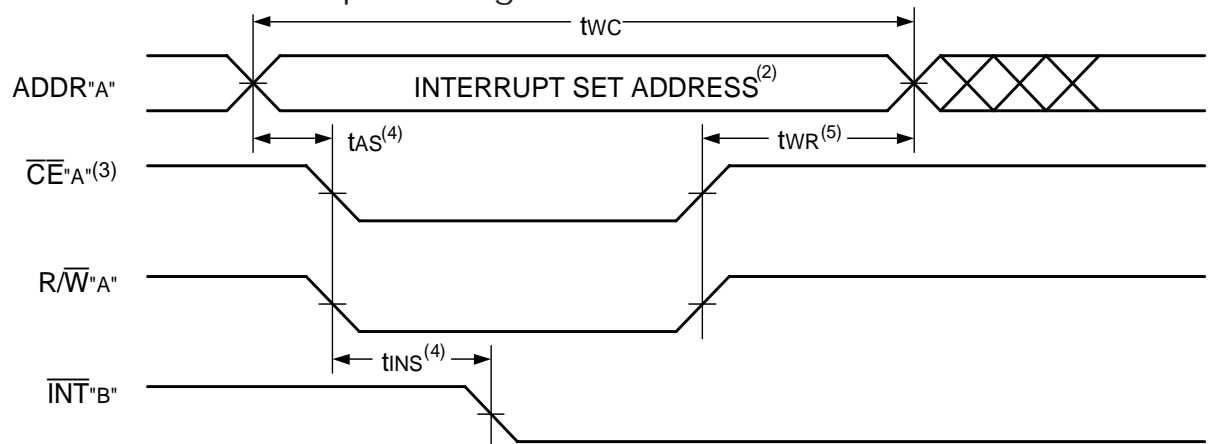 tWC
ADDR"A"
INTERRUPT SET ADDRESS(2)
tAS(4)
tWR(5)
CE"A"(3)
R/W"A"
tINS(4)
INT"B"